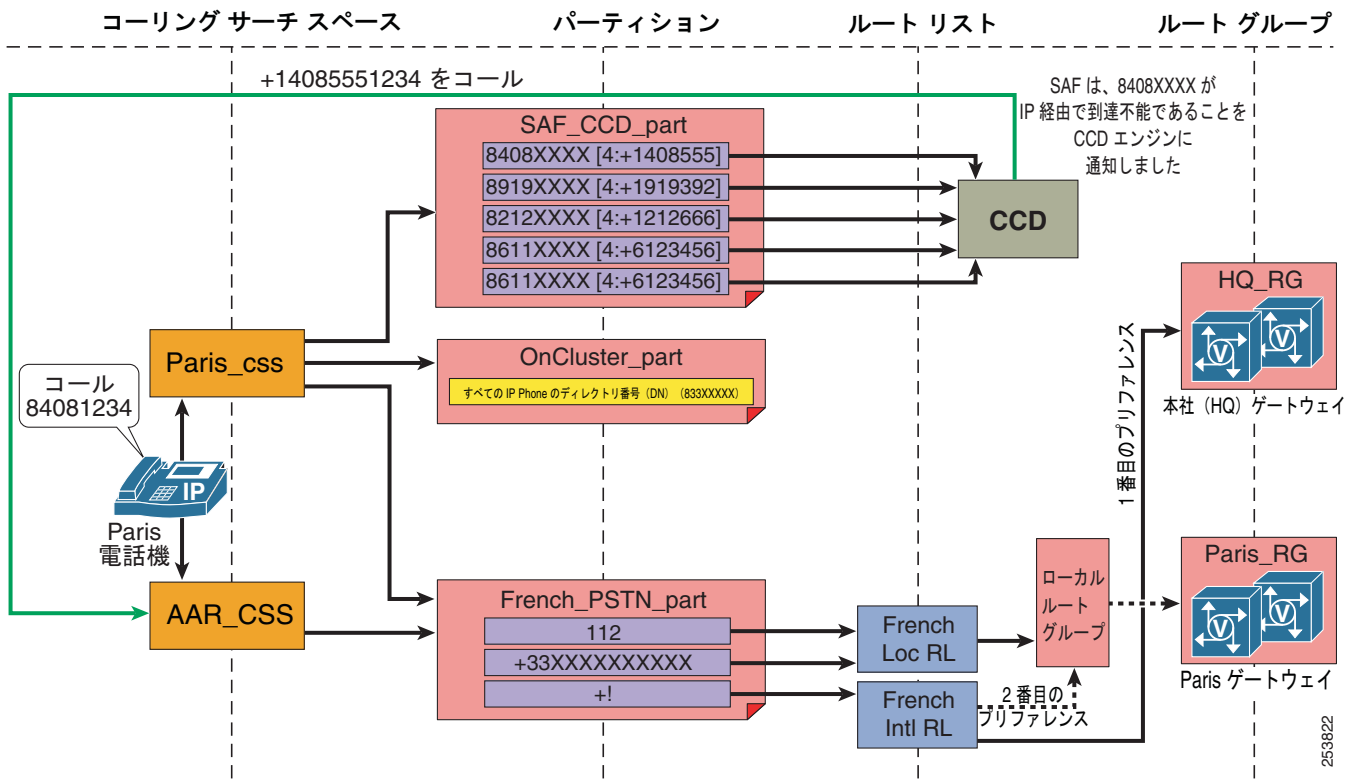 コーリング サーチ スペース
パーティション
ルート リスト
ルート グループ
+14085551234 をコール
SAF は、8408XXXX が
IP 経由で到達不能であることを
CCD エンジンに
通知しました
SAF_CCD_part
8408XXXX [4:+1408555]
8919XXXX [4:+1919392]
8212XXXX [4:+1212666]
8611XXXX [4:+6123456]
8611XXXX [4:+6123456]
CCD
HQ_RG
V
V
本社（HQ）ゲートウェイ
Paris_css
OnCluster_part
すべての IP Phone のディレクトリ番号（DN）（833XXXXX）
コール
84081234
IP
Paris
電話機
1 番目のプリファレンス
AAR_CSS
French_PSTN_part
112
+33XXXXXXXXXX
+!
French
Loc RL
French
Intl RL
ローカル
ルート
グループ
2 番目の
プリファレンス
Paris_RG
V
V
Paris ゲートウェイ
253822